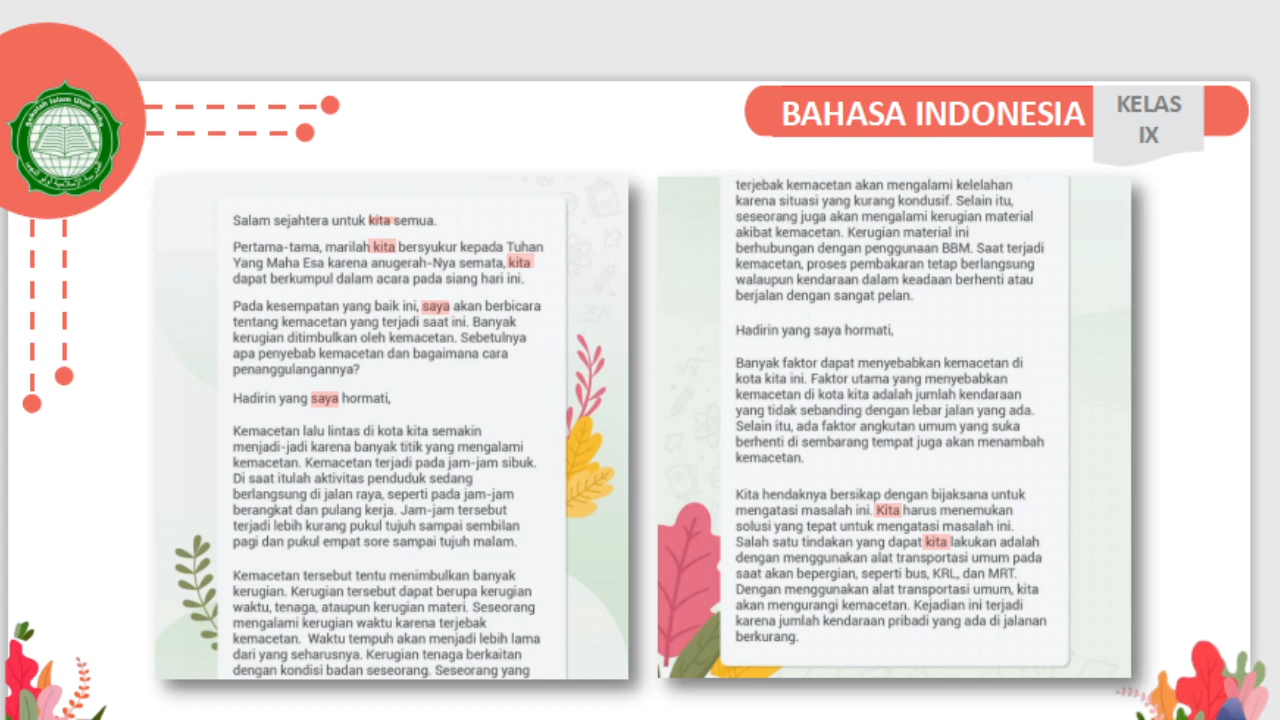 BAHASA INDONESIA
KELAS
IX
Salam sejahtera untuk kita semua.
Pertama-tama, marilah kita bersyukur kepada Tuhan
Yang Maha Esa karena anugerah-Nya semata, kita
dapat berkumpul dalam acara pada siang hari ini.
Pada kesempatan yang baik ini, saya akan berbicara
tentang kemacetan yang terjadi saat ini. Banyak
kerugian ditimbulkan oleh kemacetan. Sebetulnya
apa penyebab kemacetan dan bagaimana cara
penanggulangannya?
Hadirin yang saya hormati,
Kemacetan lalu lintas di kota kita semakin
menjadi-jadi karena banyak titik yang mengalami
kemacetan. Kemacetan terjadi pada jam-jam sibuk.
Di saat itulah aktivitas penduduk sedang
berlangsung di jalan raya, seperti pada jam-jam
berangkat dan pulang kerja. Jam-jam tersebut
terjadi lebih kurang pukul tujuh sampai sembilan
pagi dan pukul empat sore sampai tujuh malam.
Kemacetan tersebut tentu menimbulkan banyak
kerugian. Kerugian tersebut dapat berupa kerugian
waktu, tenaga, ataupun kerugian materi. Seseorang
mengalami kerugian waktu karena terjebak
kemacetan. Waktu tempuh akan menjadi lebih lama
dari yang seharusnya. Kerugian tenaga berkaitan
dengan kondisi badan seseorang. Seseorang yang
terjebak kemacetan akan mengalami kelelahan
karena situasi yang kurang kondusif. Selain itu,
seseorang juga akan mengalami kerugian material
akibat kemacetan. Kerugian material ini
berhubungan dengan penggunaan BBM. Saat terjadi
kemacetan, proses pembakaran tetap berlangsung
walaupun kendaraan dalam keadaan berhenti atau
berjalan dengan sangat pelan.
Hadirin yang saya hormati,
Banyak faktor dapat menyebabkan kemacetan di
kota kita ini. Faktor utama yang menyebabkan
kemacetan di kota kita adalah jumlah kendaraan
yang tidak sebanding dengan lebar jalan yang ada.
Selain itu, ada faktor angkutan umum yang suka
berhenti di sembarang tempat juga akan menambah
kemacetan.
Kita hendaknya bersikap dengan bijaksana untuk
mengatasi masalah ini. Kita harus menemukan
solusi yang tepat untuk mengatasi masalah ini.
Salah satu tindakan yang dapat kita lakukan adalah
dengan menggunakan alat transportasi umum pada
saat akan bepergian, seperti bus, KRL, dan MRT.
Dengan menggunakan alat transportasi umum, kita
akan mengurangi kemacetan. Kejadian ini terjadi
karena jumlah kendaraan pribadi yang ada di jalanan
berkurang.